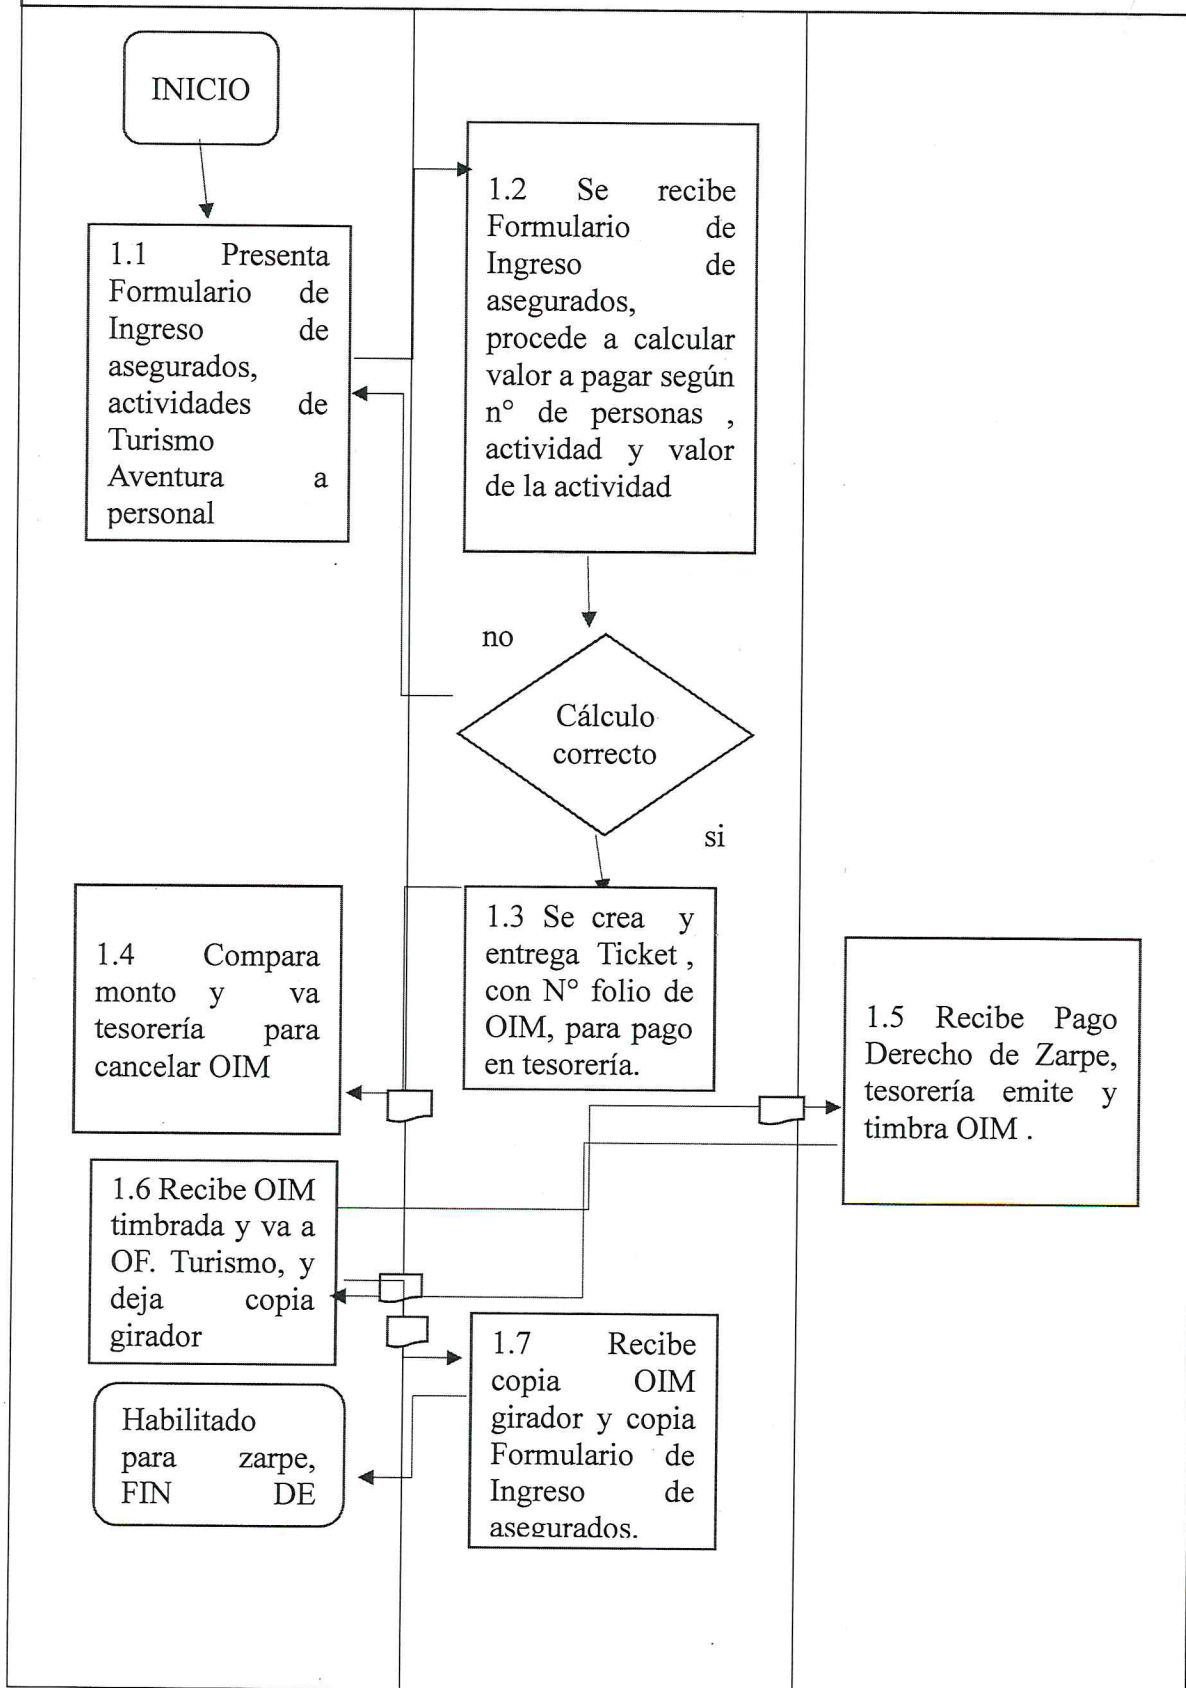 INICIO
1.1 Presenta
Formulario de
Ingreso de
asegurados,
actividades de
Turismo
Aventura a
personal
1.2 Se recibe
Formulario de
Ingreso de
asegurados,
procede a calcular
valor a pagar según
n° de personas ,
actividad y valor
de la actividad
no
Cálculo
correcto
si
1.3 Se crea y
entrega Ticket ,
con N° folio de
OIM, para pago
en tesorería.
1.4 Compara
monto y va
tesorería para
cancelar OIM
1.5 Recibe Pago
Derecho de Zarpe,
tesorería emite y
timbra OIM .
1.6 Recibe OIM
timbrada y va a
OF. Turismo, y
deja copia
girador
1.7 Recibe
copia OIM
girador y copia
Formulario de
Ingreso de
asegurados.
Habilitado
para zarpe,
FIN DE